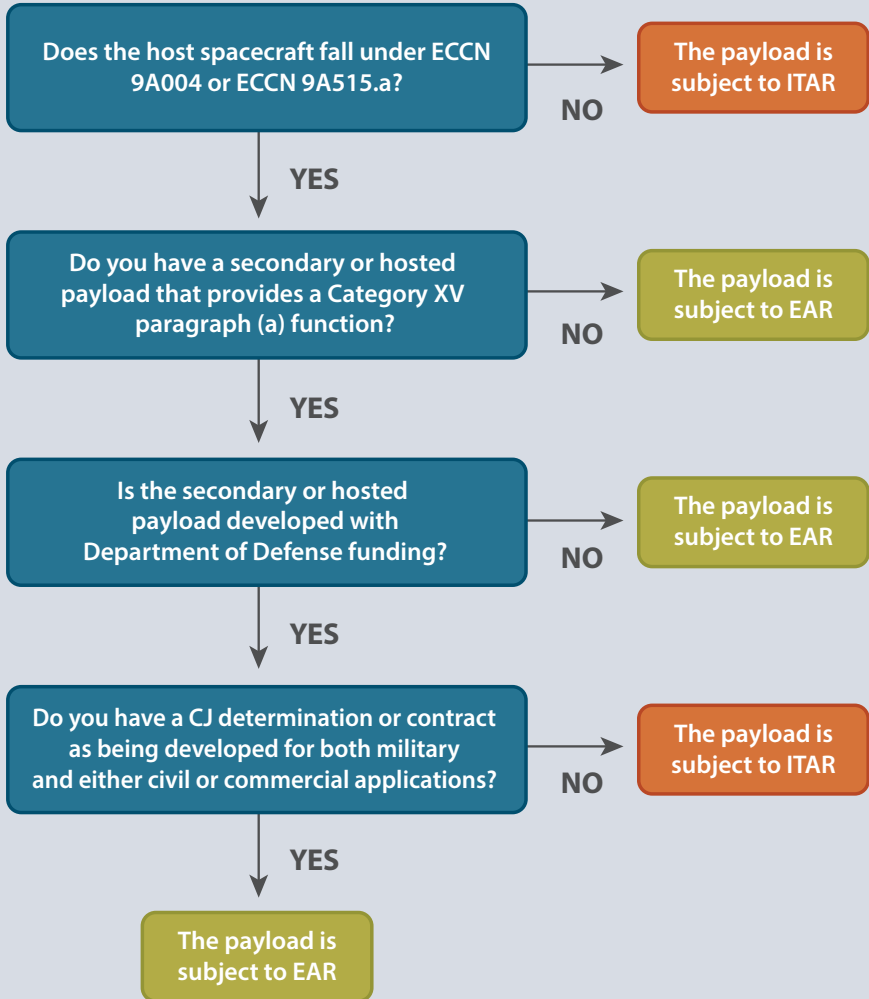 Does the host spacecraft fall under ECCN
9A004 or ECCN 9A515.a?
The payload is
subject to ITAR
NO
YES
Do you have a secondary or hosted
payload that provides a Category XV
paragraph (a) function?
The payload is
subject to EAR
NO
YES
Is the secondary or hosted
payload developed with
Department of Defense funding?
The payload is
subject to EAR
NO
YES
Do you have a CJ determination or contract
as being developed for both military
and either civil or commercial applications?
The payload is
subject to ITAR
NO
YES
The payload is
subject to EAR